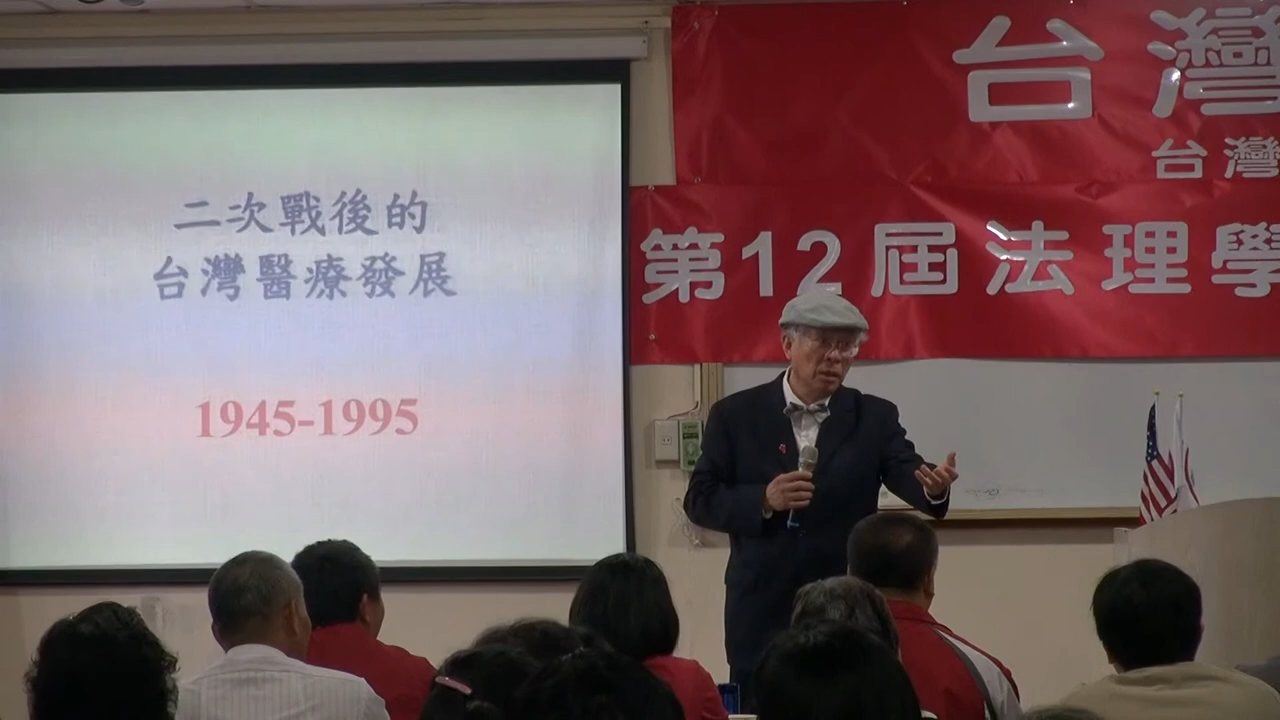 二次戰後的
台灣醫療發展
1945-1995
台灣
台灣
第12屆法理學